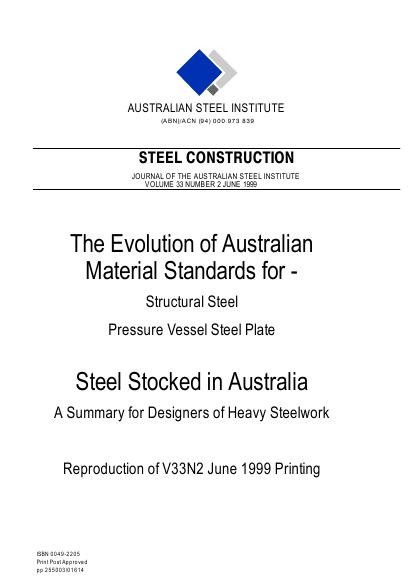 AUSTRALIAN STEEL INSTITUTE
(ABN)/ACN (94) 000 973 839
STEEL CONSTRUCTION
JOURNAL OF THE AUSTRALIAN STEEL INSTITUTE
VOLUME 33 NUMBER 2 JUNE 1999
The Evolution of Australian
Material Standards for -
Structural Steel
Pressure Vessel Steel Plate
Steel Stocked in Australia
A Summary for Designers of Heavy Steelwork
Reproduction of V33N2 June 1999 Printing
ISBN 0049-2205
Print Post Approved
pp 255003/01614